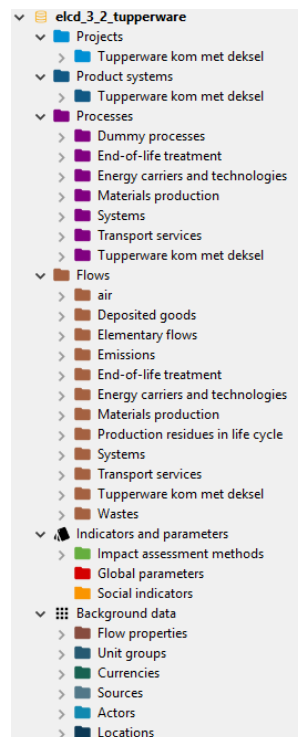 elcd_3_2_tupperware
Projects
Tupperware kom met deksel
Product systems
Tupperware kom met deksel
Processes
Dummy processes
End-of-life treatment
Energy carriers and technologies
Materials production
Systems
Transport services
Tupperware kom met deksel
Flows
air
Deposited goods
Elementary flows
Emissions
End-of-life treatment
Energy carriers and technologies
Materials production
Production residues in life cycle
Systems
Transport services
Tupperware kom met deksel
Wastes
Indicators and parameters
Impact assessment methods
Global parameters
Social indicators
Background data
Flow properties
Unit groups
Currencies
Sources
Actors
Locations